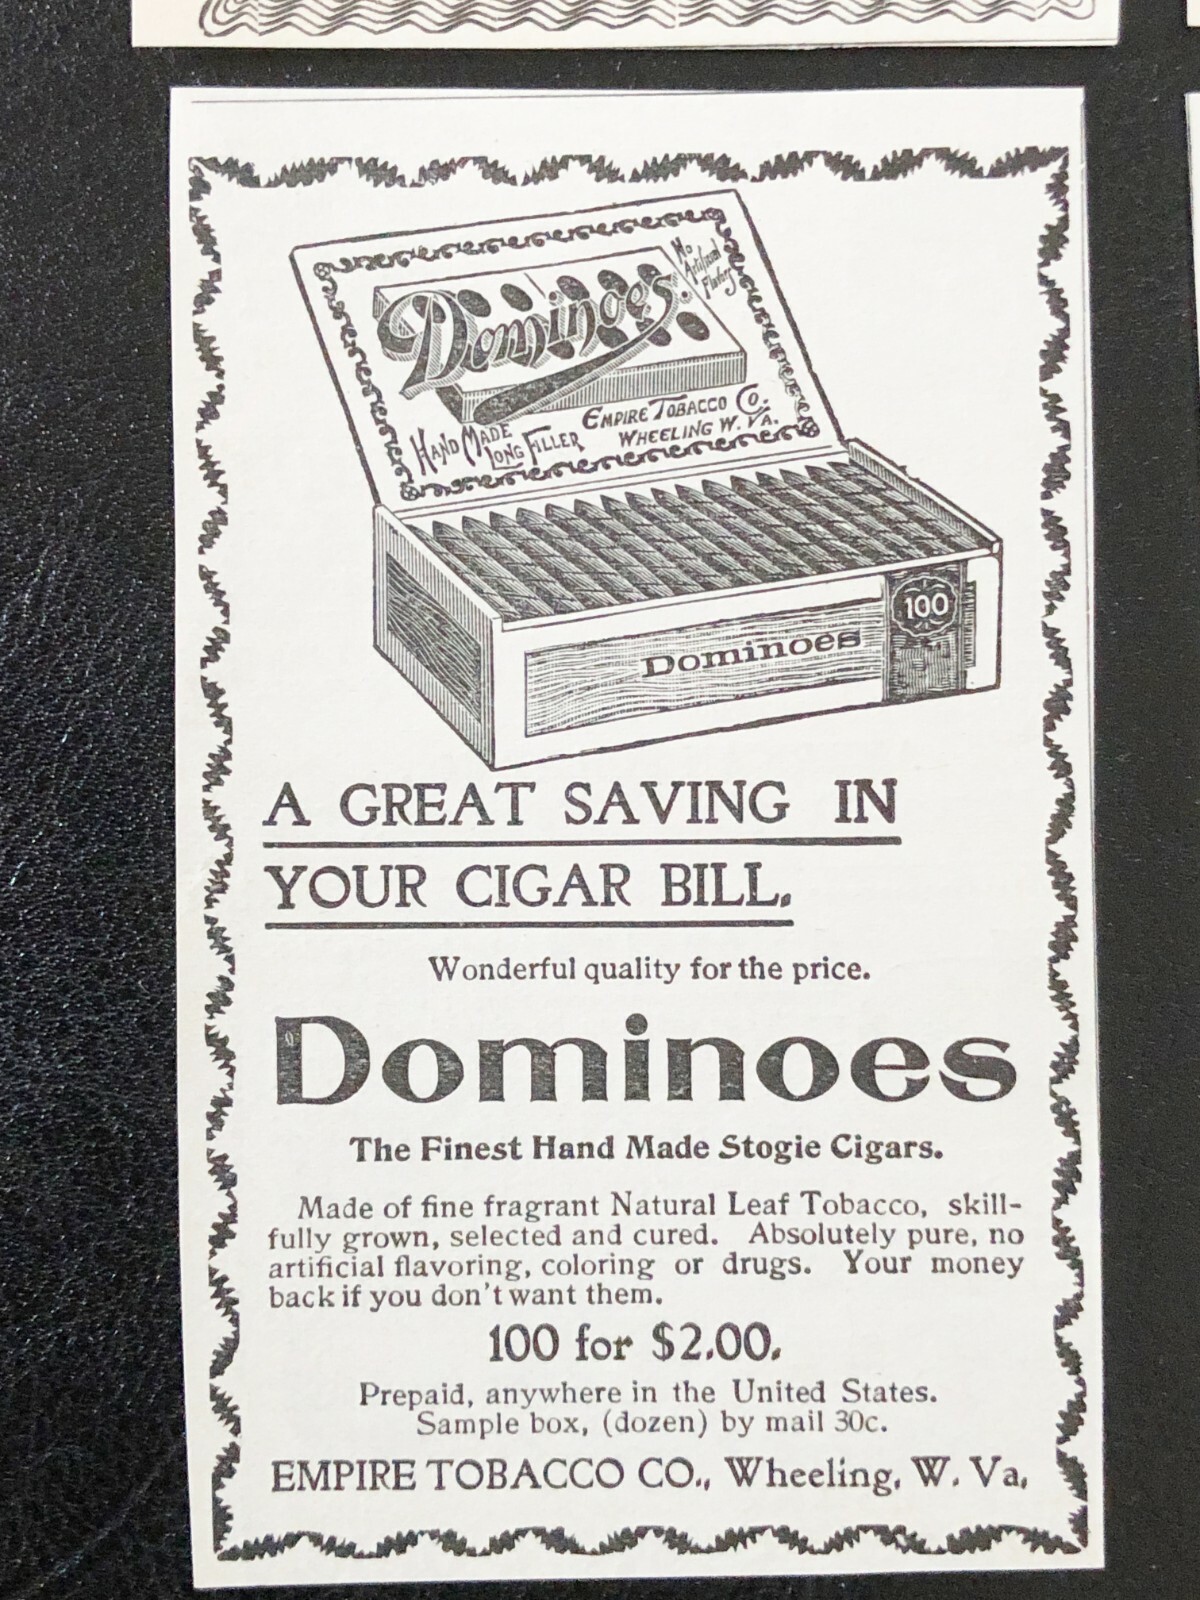 Dominoes.
No
Artificial
Flavors
HAND MADE
LONG FILLER
EMPIRE TOBACCO CO.
WHEELING W. VA.
100
Dominoes
A GREAT SAVING IN
YOUR CIGAR BILL.
Wonderful quality for the price.
Dominoes
The Finest Hand Made Stogie Cigars.
Made of fine fragrant Natural Leaf Tobacco, skill-
fully grown, selected and cured. Absolutely pure, no
artificial flavoring, coloring or drugs. Your money
back if you don't want them.
100 for $2.00.
Prepaid, anywhere in the United States.
Sample box, (dozen) by mail 30c.
EMPIRE TOBACCO CO., Wheeling, W. Va.